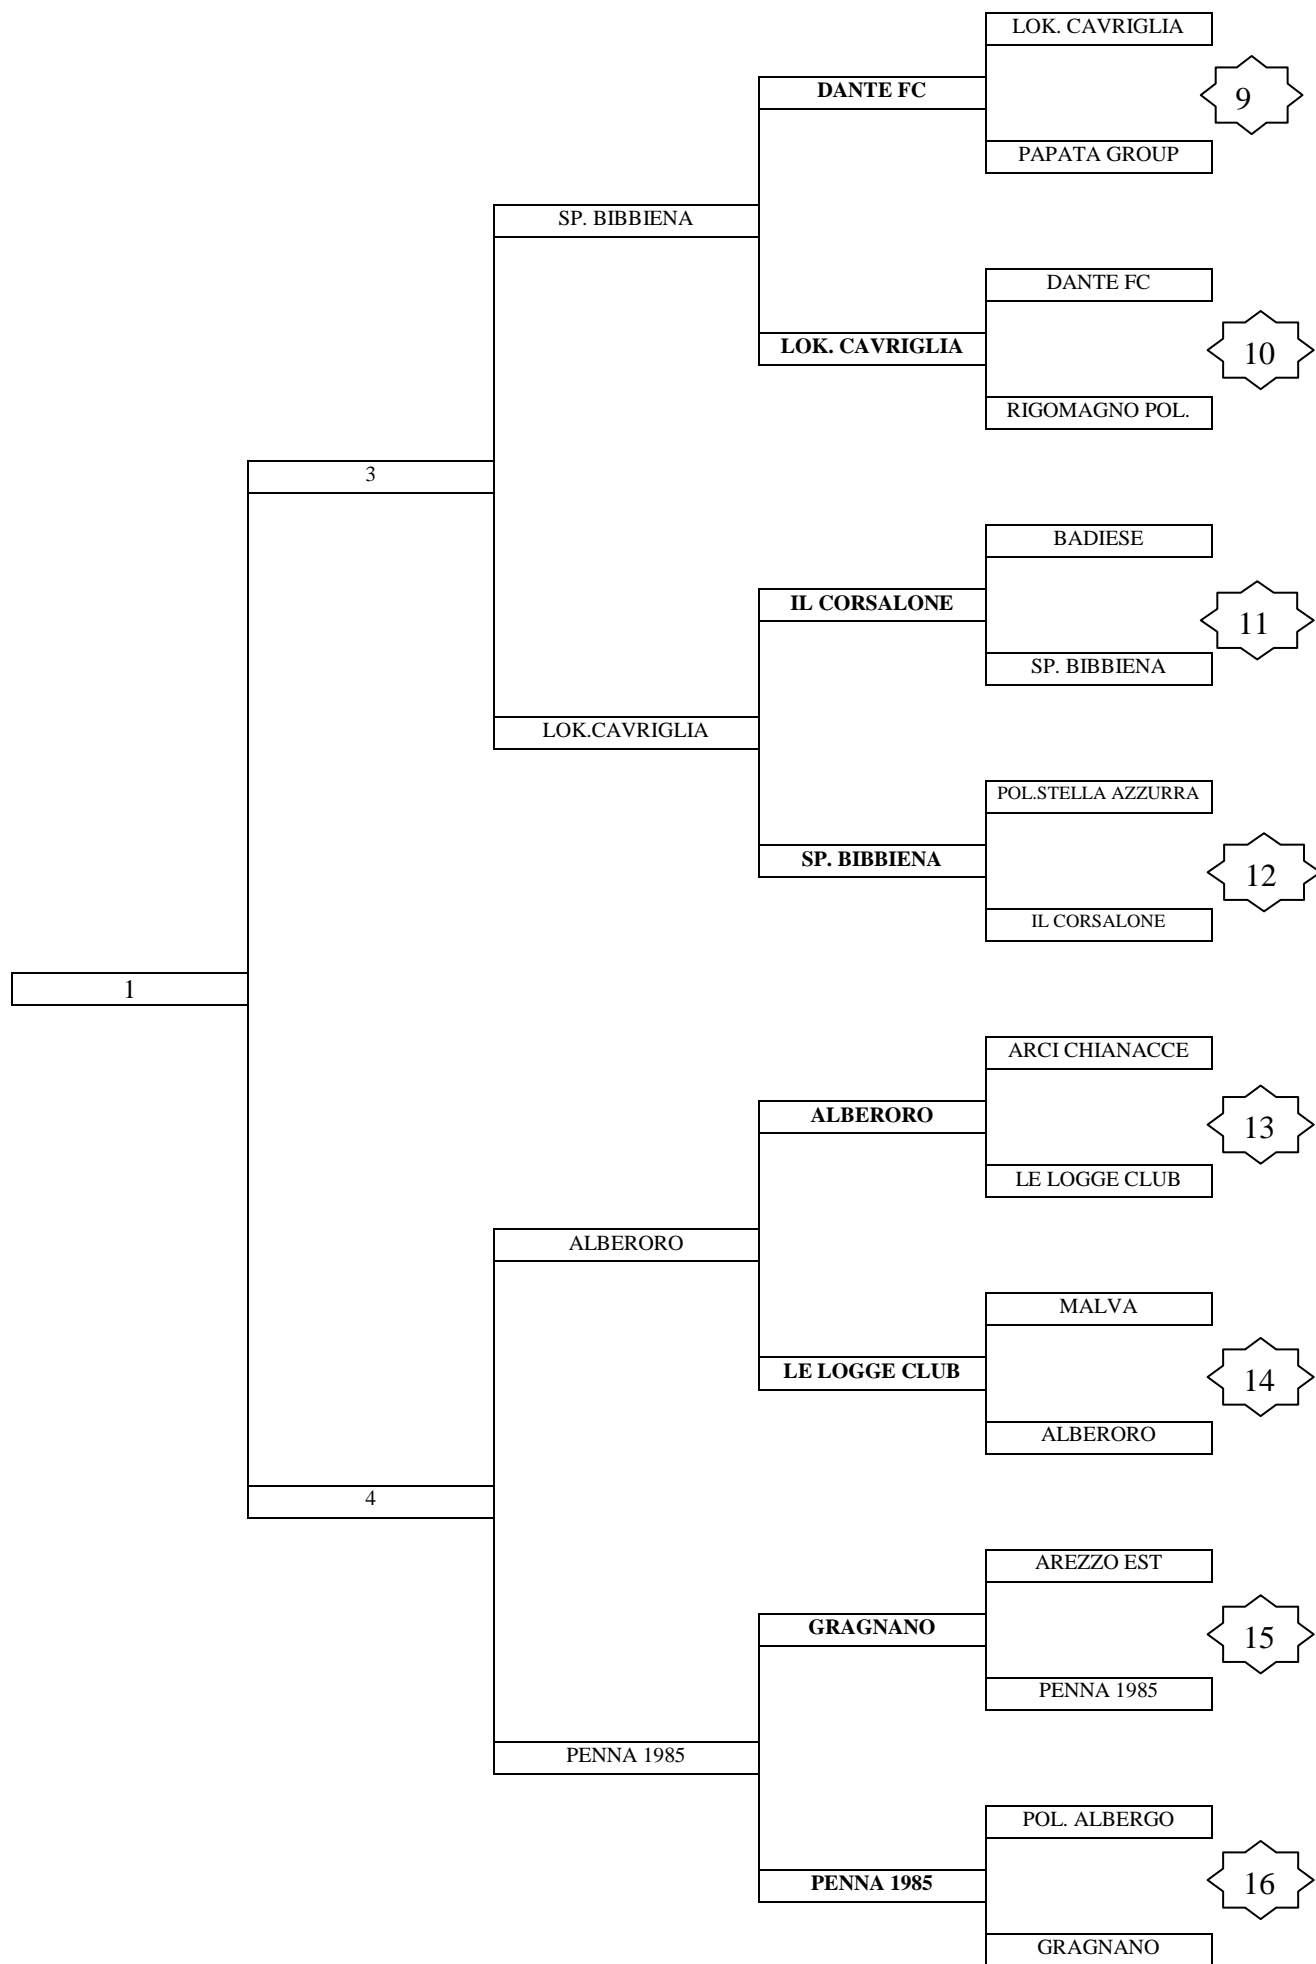 LOK. CAVRIGLIA
DANTE FC
9
PAPATA GROUP
SP. BIBBIENA
DANTE FC
LOK. CAVRIGLIA
10
RIGOMAGNO POL.
3
BADIESE
IL CORSALONE
11
SP. BIBBIENA
LOK.CAVRIGLIA
POL.STELLA AZZURRA
SP. BIBBIENA
12
IL CORSALONE
1
ARCI CHIANACCE
ALBERORO
13
LE LOGGE CLUB
ALBERORO
MALVA
LE LOGGE CLUB
14
ALBERORO
4
AREZZO EST
GRAGNANO
15
PENNA 1985
PENNA 1985
POL. ALBERGO
PENNA 1985
16
GRAGNANO